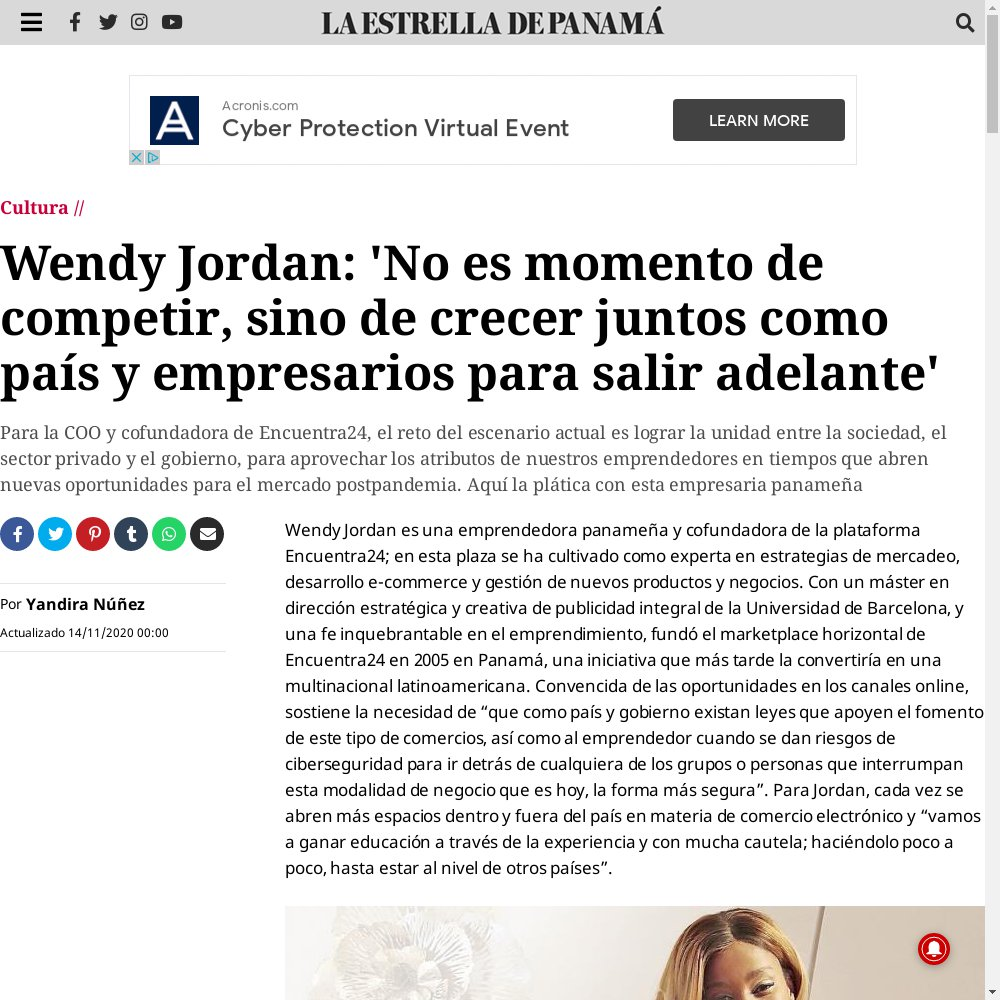 LA ESTRELLA DE PANAMÁ
Acronis.com
Cyber Protection Virtual Event
LEARN MORE
Cultura //
Wendy Jordan: 'No es momento de
competir, sino de crecer juntos como
país y empresarios para salir adelante'
Para la COO y cofundadora de Encuentra24, el reto del escenario actual es lograr la unidad entre la sociedad, el
sector privado y el gobierno, para aprovechar los atributos de nuestros emprendedores en tiempos que abren
nuevas oportunidades para el mercado postpandemia. Aquí la plática con esta empresaria panameña
Por Yandira Núñez
Actualizado 14/11/2020 00:00
Wendy Jordan es una emprendedora panameña y cofundadora de la plataforma
Encuentra24; en esta plaza se ha cultivado como experta en estrategias de mercadeo,
desarrollo e-commerce y gestión de nuevos productos y negocios. Con un máster en
dirección estratégica y creativa de publicidad integral de la Universidad de Barcelona, y
una fe inquebrantable en el emprendimiento, fundó el marketplace horizontal de
Encuentra24 en 2005 en Panamá, una iniciativa que más tarde la convertiría en una
multinacional latinoamericana. Convencida de las oportunidades en los canales online,
sostiene la necesidad de “que como país y gobierno existan leyes que apoyen el fomento
de este tipo de comercios, así como al emprendedor cuando se dan riesgos de
ciberseguridad para ir detrás de cualquiera de los grupos o personas que interrumpan
esta modalidad de negocio que es hoy, la forma más segura”. Para Jordan, cada vez se
abren más espacios dentro y fuera del país en materia de comercio electrónico y “vamos
a ganar educación a través de la experiencia y con mucha cautela; haciéndolo poco a
poco, hasta estar al nivel de otros países”.